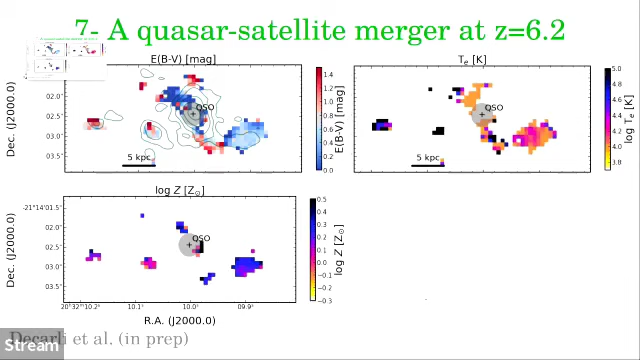 7- A quasar-satellite merger at z=6.2
E(B-V) [mag]
Te [K]
Dec. (J2000.0)
02.0"
02.5"
03.0"
03.5"
QSO
5 kpc
1.4
1.2
1.0
0.8
0.6
0.4
0.2
0.0
E(B-V) [mag]
QSO
5 kpc
5.0
4.8
4.6
4.4
4.2
4.0
3.8
log Te [K]
log Z [Z⊙]
Dec. (J2000.0)
-21°14'01.5"
02.0"
02.5"
03.0"
03.5"
QSO
0.5
0.4
0.3
0.2
0.1
0.0
−0.1
−0.2
−0.3
log Z [Z⊙]
20h32m10.2s
10.1s
10.0s
09.9s
R.A. (J2000.0)
Decarli et al. (in prep)
Stream